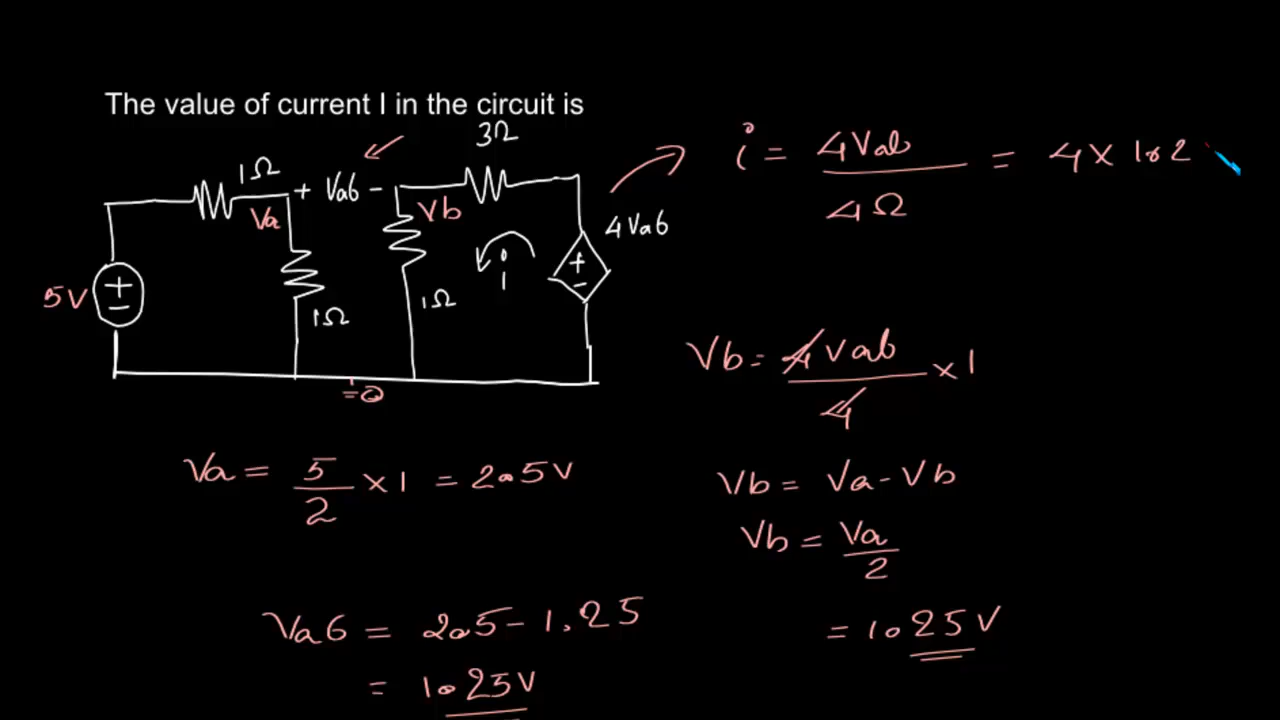 The value of current I in the circuit is
3Ω
1Ω
+ Vab -
Va
Vb
4Vab
5V
+
-
1Ω
1Ω
i
+
-
=0
i = 4Vab / 4Ω = 4 × 1.2
Vb = 4Vab / 4 × 1
Va = 5/2 × 1 = 2.5V
Vb = Va - Vb
Vb = Va / 2
= 1.25V
Vab = 2.5 - 1.25
= 1.25V